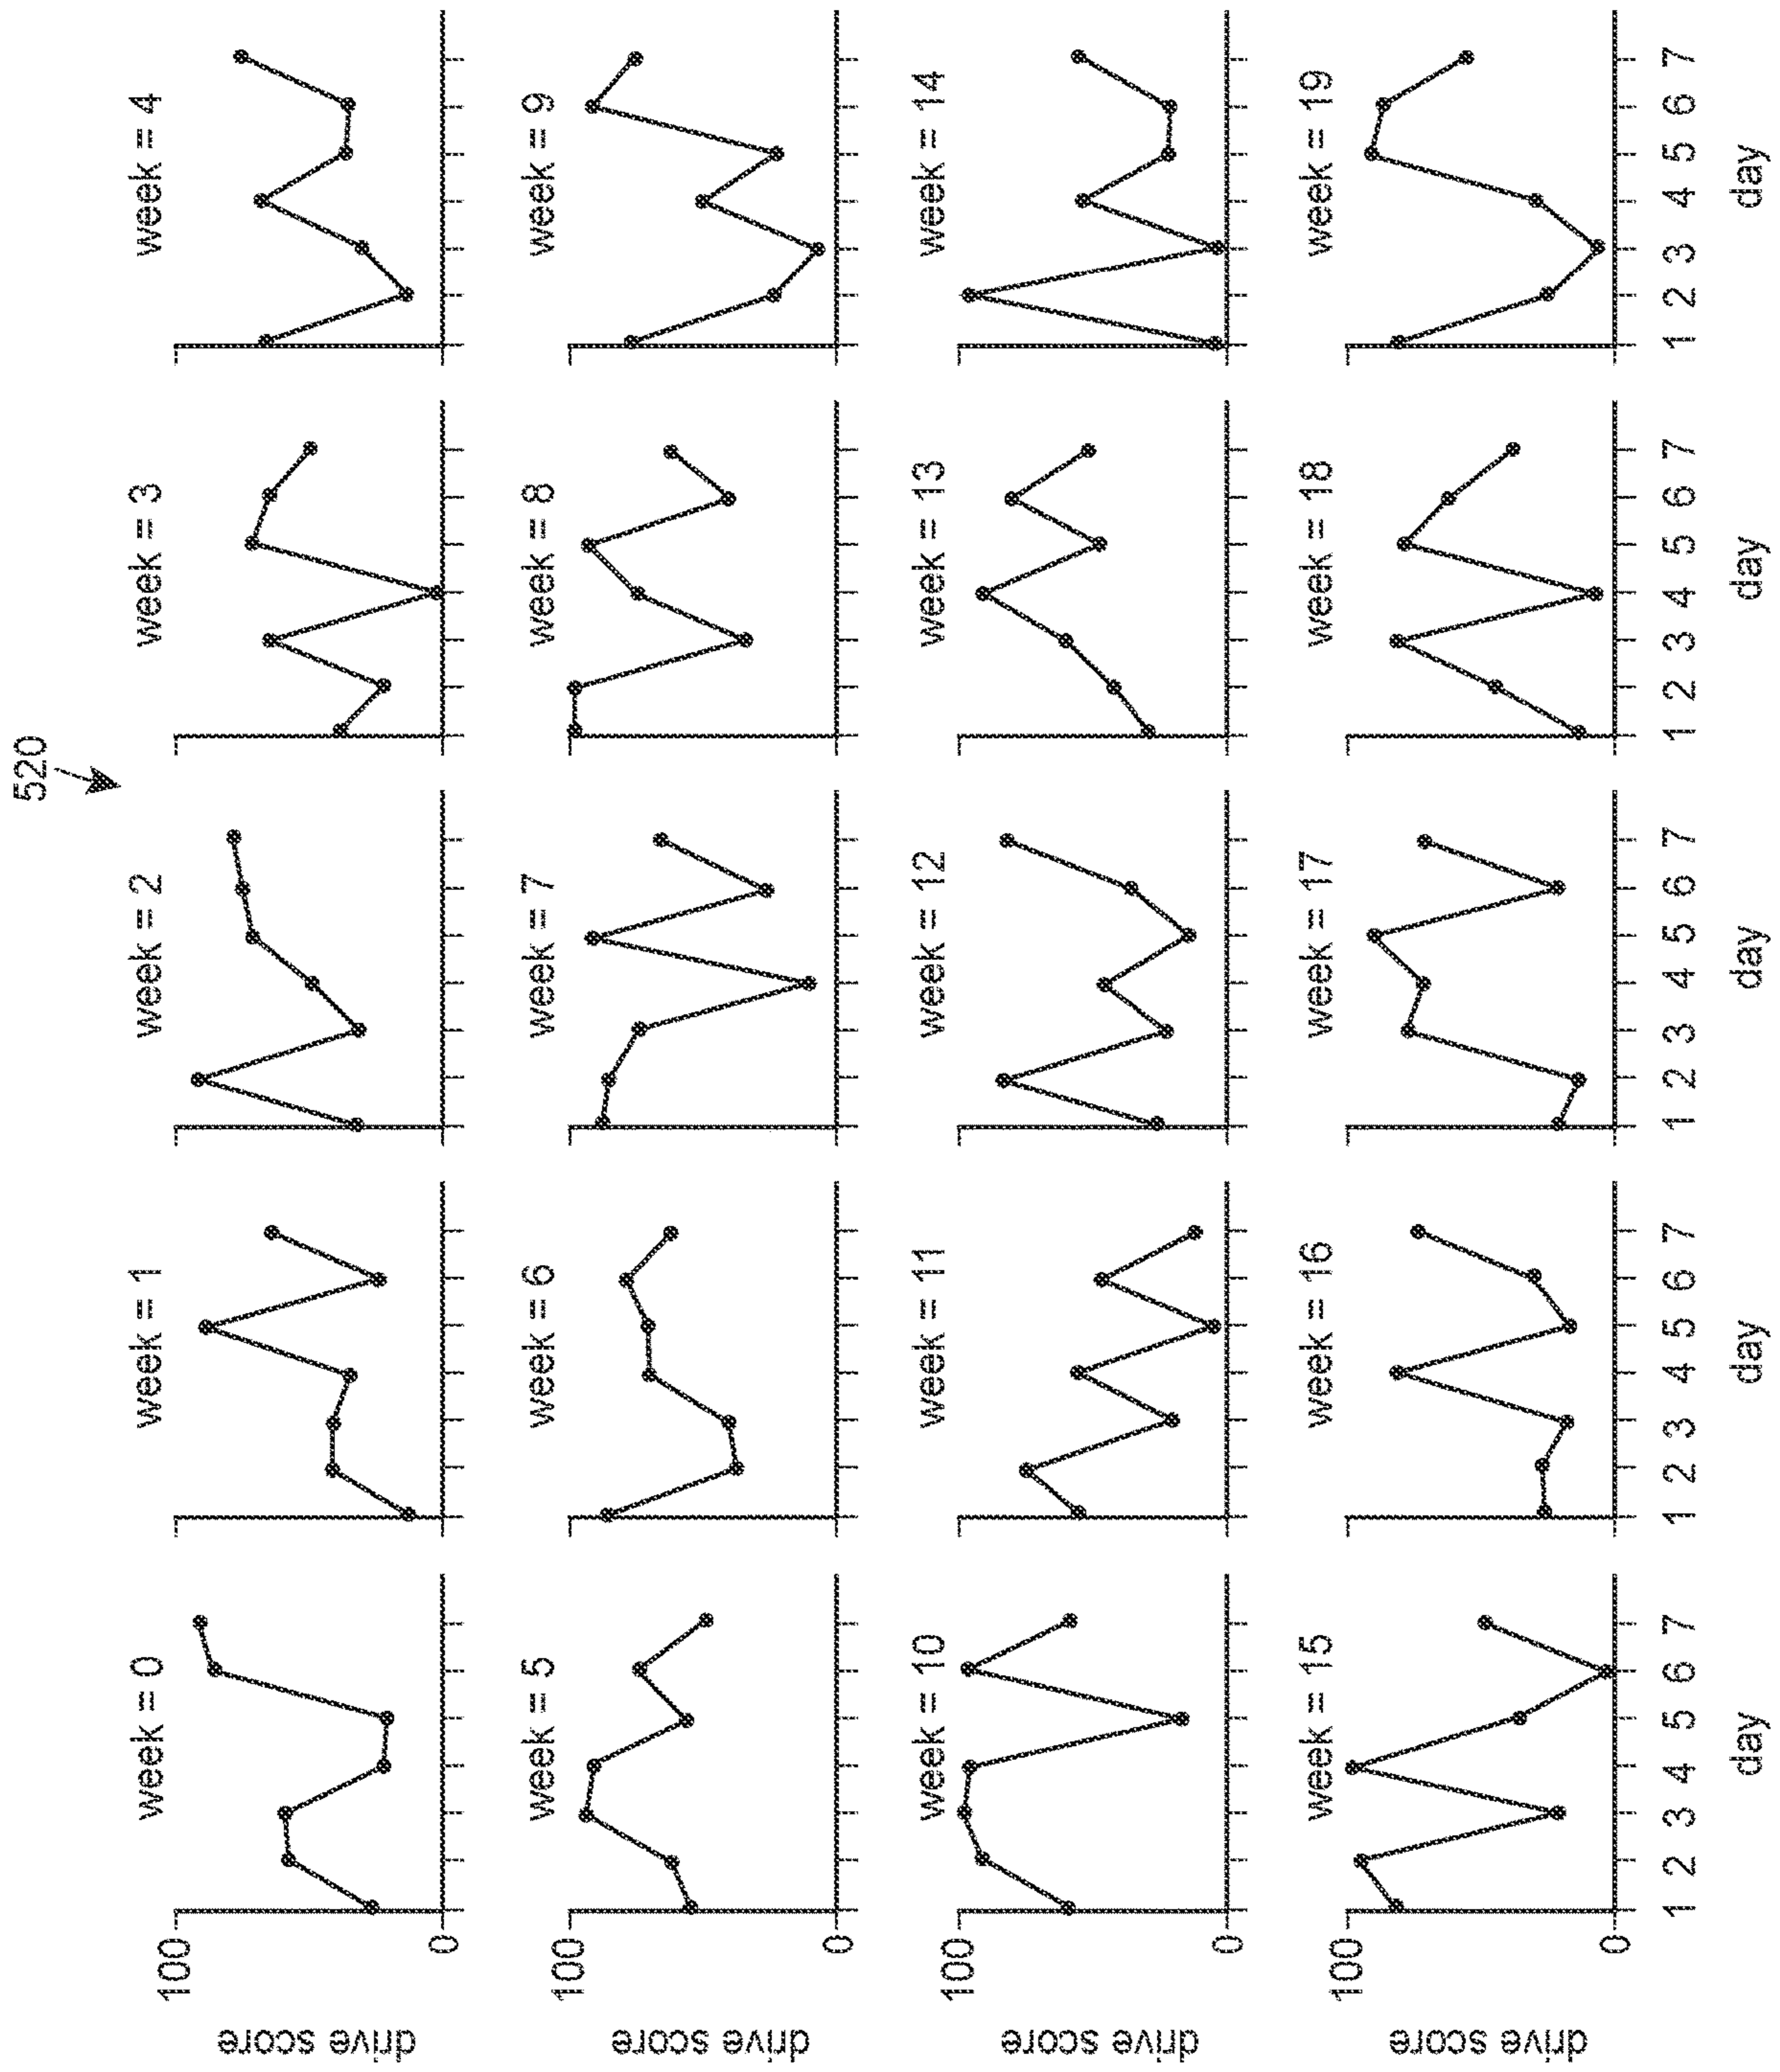 520
week = 0
week = 1
week = 2
week = 3
week = 4
drive score
100
0
week = 5
week = 6
week = 7
week = 8
week = 9
drive score
100
0
week = 10
week = 11
week = 12
week = 13
week = 14
drive score
100
0
week = 15
week = 16
week = 17
week = 18
week = 19
drive score
100
0
1 2 3 4 5 6 7
1 2 3 4 5 6 7
1 2 3 4 5 6 7
1 2 3 4 5 6 7
1 2 3 4 5 6 7
day
day
day
day
day